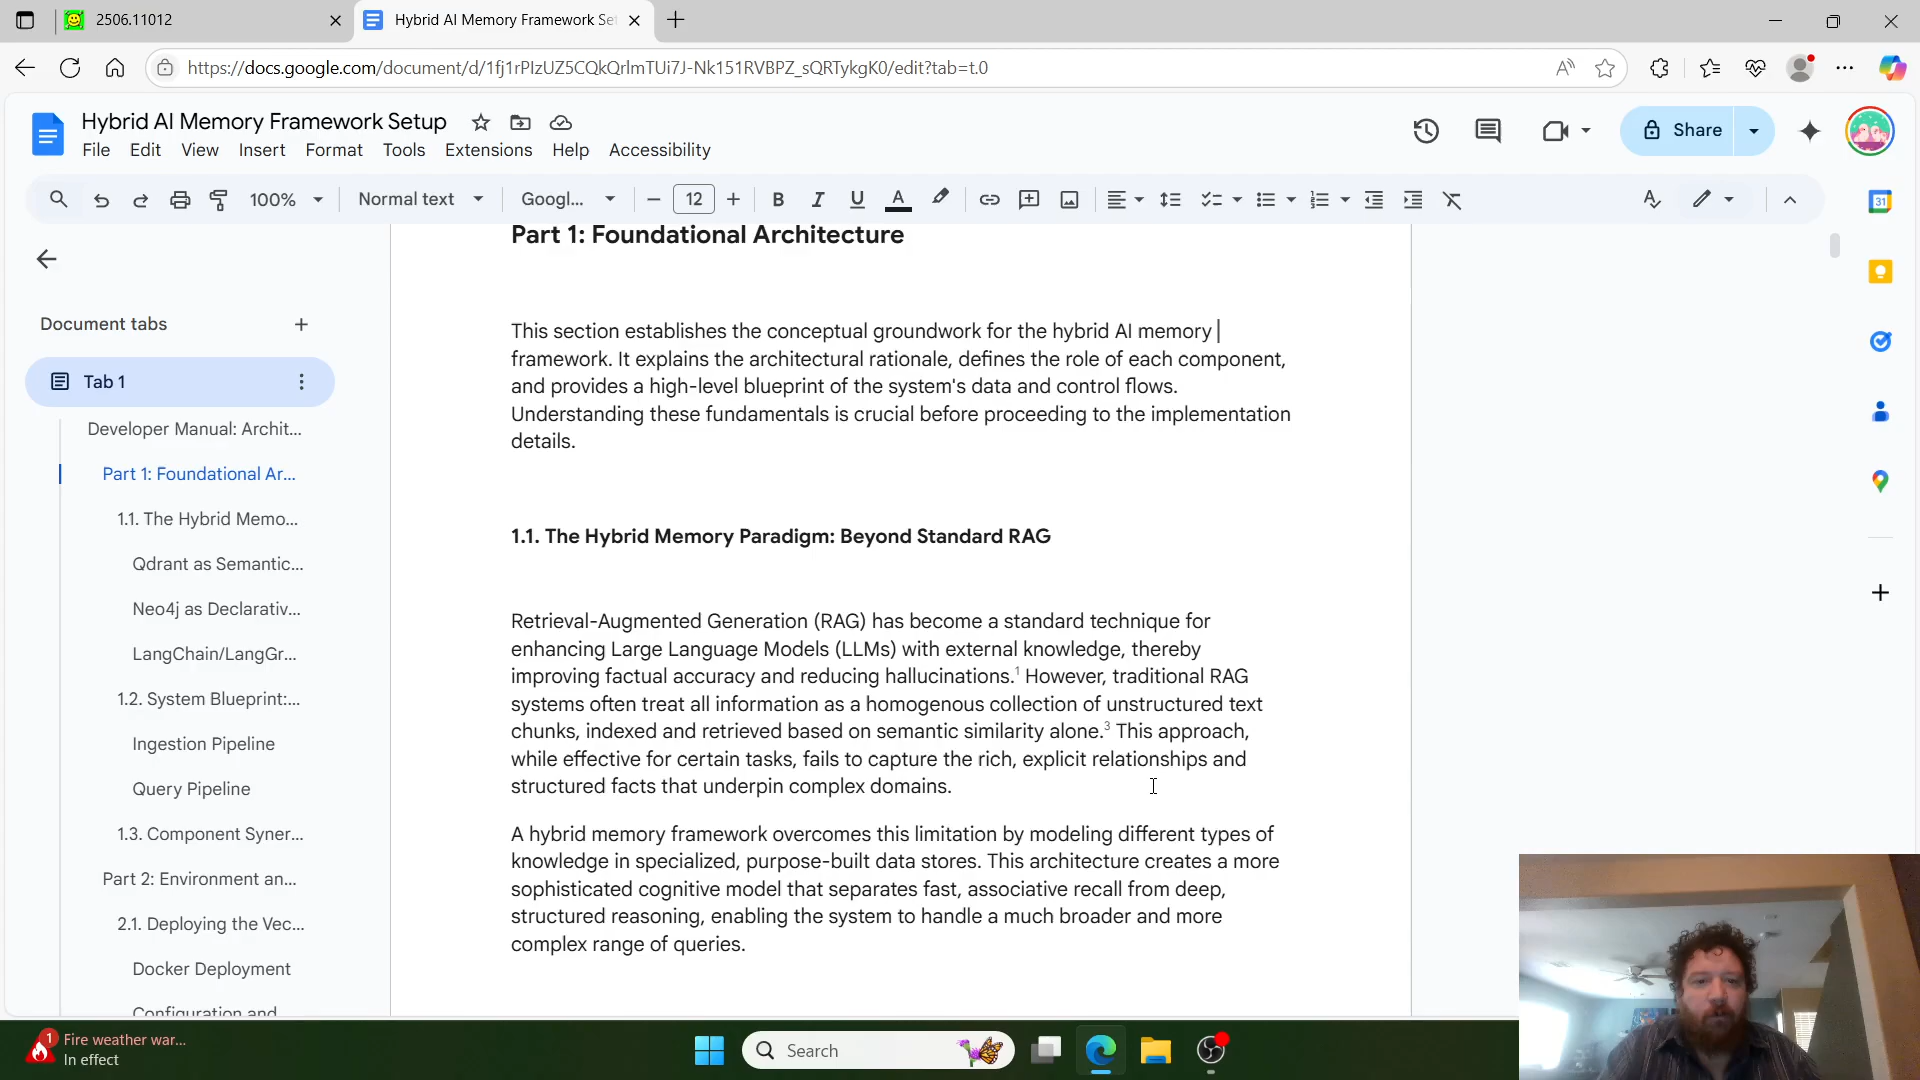 2506.11012
Hybrid AI Memory Framework Se
https://docs.google.com/document/d/1fj1rPIzUZ5CQkQrlmTUi7J-Nk151RVBPZ_sQRTykgK0/edit?tab=t.0
Hybrid AI Memory Framework Setup
File Edit View Insert Format Tools Extensions Help Accessibility
Share
100% Normal text Googl... 12
31
Document tabs
Tab 1
Developer Manual: Archit...
Part 1: Foundational Ar...
1.1. The Hybrid Memo...
Qdrant as Semantic...
Neo4j as Declarativ...
LangChain/LangGr...
1.2. System Blueprint:...
Ingestion Pipeline
Query Pipeline
1.3. Component Syner...
Part 2: Environment an...
2.1. Deploying the Vec...
Docker Deployment
Configuration and
Part 1: Foundational Architecture
This section establishes the conceptual groundwork for the hybrid AI memory
framework. It explains the architectural rationale, defines the role of each component,
and provides a high-level blueprint of the system's data and control flows.
Understanding these fundamentals is crucial before proceeding to the implementation
details.
1.1. The Hybrid Memory Paradigm: Beyond Standard RAG
Retrieval-Augmented Generation (RAG) has become a standard technique for
enhancing Large Language Models (LLMs) with external knowledge, thereby
improving factual accuracy and reducing hallucinations.1 However, traditional RAG
systems often treat all information as a homogenous collection of unstructured text
chunks, indexed and retrieved based on semantic similarity alone.3 This approach,
while effective for certain tasks, fails to capture the rich, explicit relationships and
structured facts that underpin complex domains.
A hybrid memory framework overcomes this limitation by modeling different types of
knowledge in specialized, purpose-built data stores. This architecture creates a more
sophisticated cognitive model that separates fast, associative recall from deep,
structured reasoning, enabling the system to handle a much broader and more
complex range of queries.
1
Fire weather war...
In effect
Search